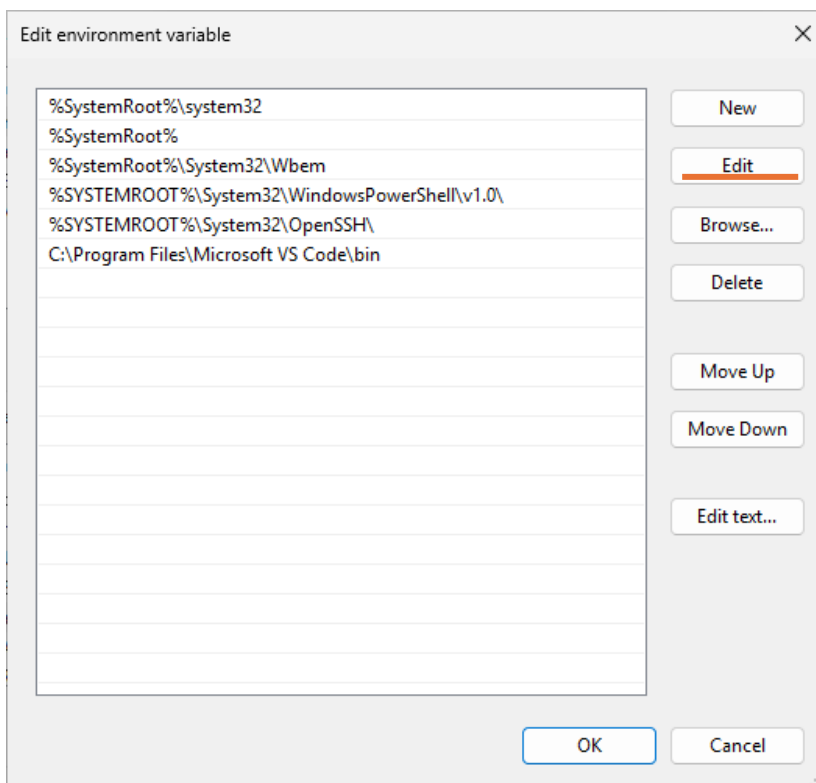 Edit environment variable
%SystemRoot%\system32
%SystemRoot%
%SystemRoot%\System32\Wbem
%SYSTEMROOT%\System32\WindowsPowerShell\v1.0\
%SYSTEMROOT%\System32\OpenSSH\
C:\Program Files\Microsoft VS Code\bin
New
Edit
Browse...
Delete
Move Up
Move Down
Edit text...
OK
Cancel